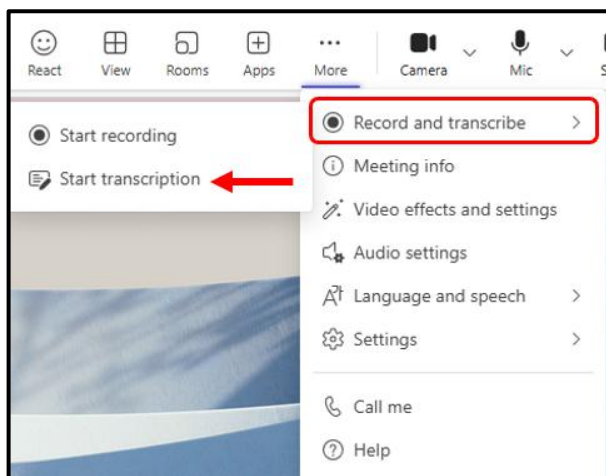 React View Rooms Apps More Camera Mic S
Start recording
Start transcription
Record and transcribe
Meeting info
Video effects and settings
Audio settings
Language and speech
Settings
Call me
Help